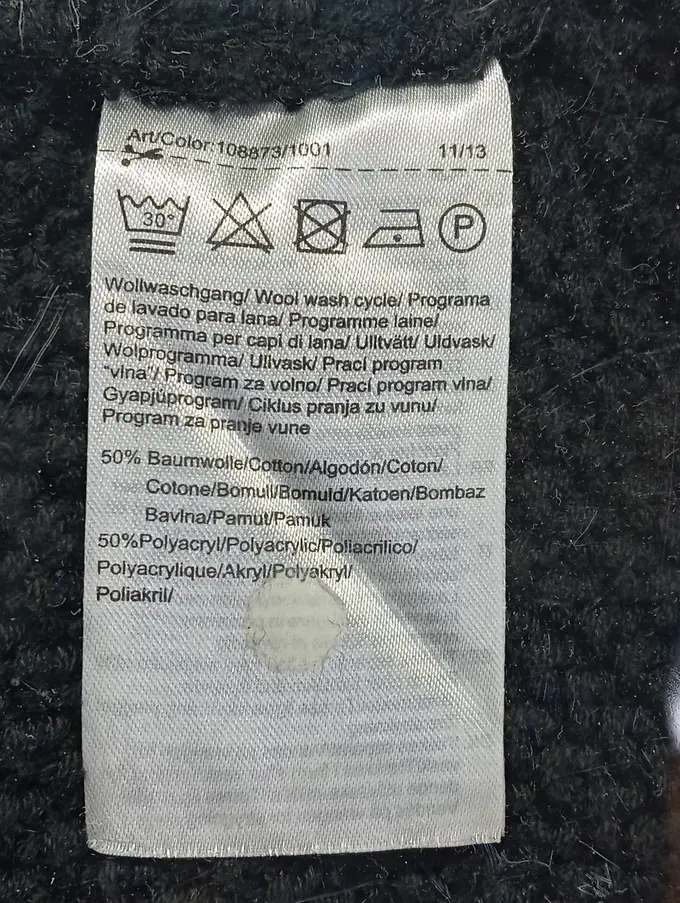 Art/Color:108873/1001 11/13
30°
P
Wollwaschgang/ Wool wash cycle/ Programa
de lavado para lana/ Programme laine/
Programma per capi di lana/ Ulltvätt/ Uldvask/
Wolprogramma/ Ullvask/ Prací program
"vlna"/ Program za volno/ Prací program vlna/
Gyapjúprogram/ Ciklus pranja zu vunu/
Program za pranje vune
50% Baumwolle/Cotton/Algodón/Coton/
Cotone/Bomull/Bomuld/Katoen/Bombaz
Bavlna/Pamut/Pamuk
50%Polyacryl/Polyacrylic/Poliacrílico/
Polyacrylique/Akryl/Polyakryl/
Poliakril/